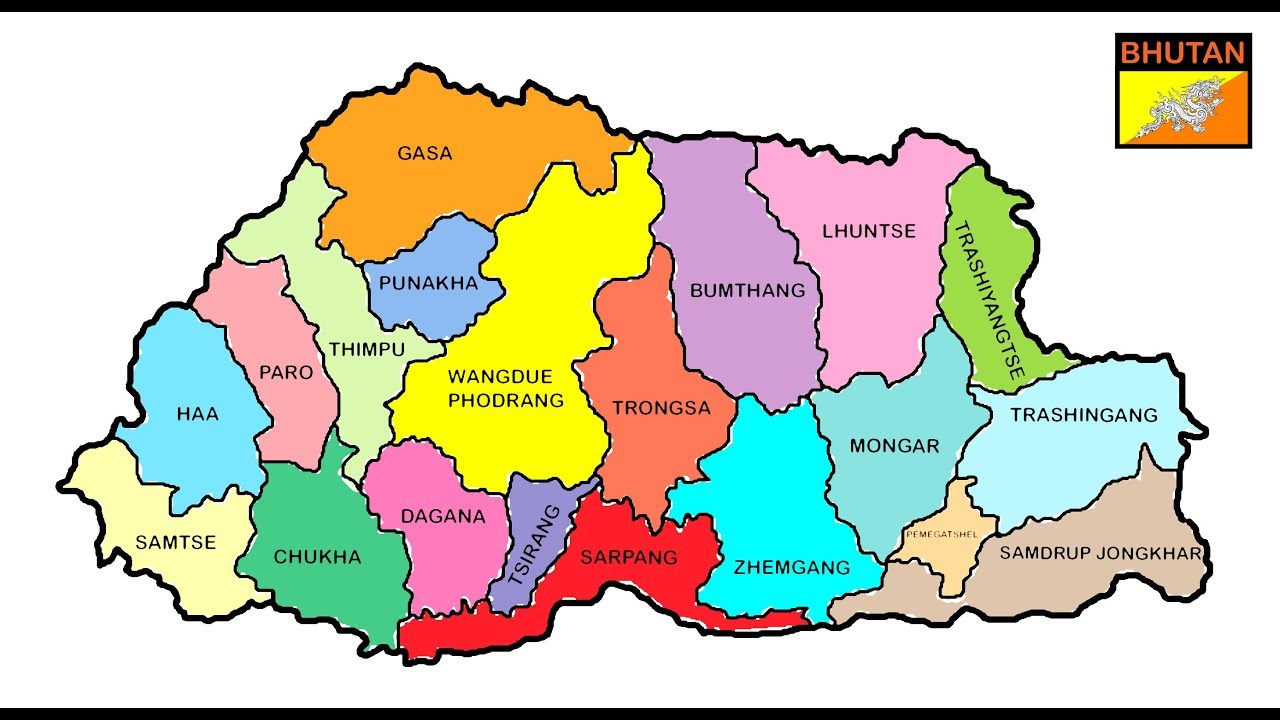 BHUTAN
GASA
LHUNTSE
TRASHIYANGTSE
PUNAKHA
BUMTHANG
THIMPU
PARO
WANGDUE
PHODRANG
HAA
TRONGSA
TRASHINGANG
MONGAR
DAGANA
TSIRANG
SAMTSE
CHUKHA
SARPANG
ZHEMGANG
PEMEGATSHEL
SAMDRUP JONGKHAR